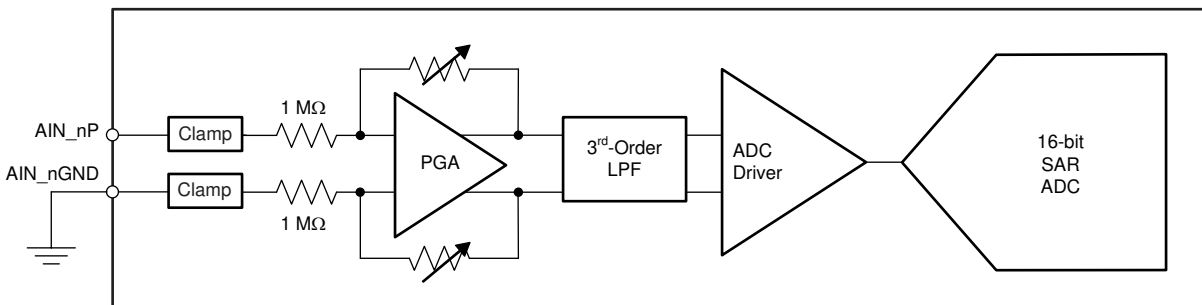 1 MΩ
AIN_nP
Clamp
AIN_nGND
Clamp
1 MΩ
PGA
3rd-Order
LPF
ADC
Driver
16-bit
SAR
ADC